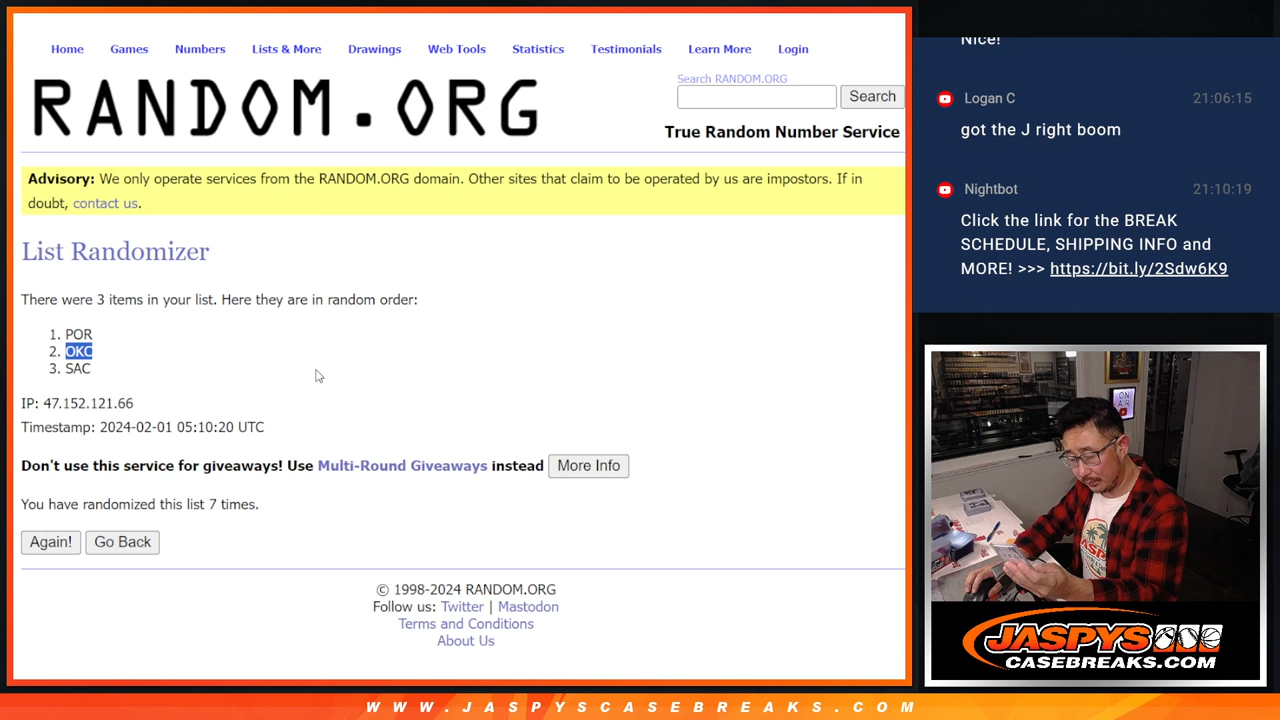 Home Games Numbers Lists & More Drawings Web Tools Statistics Testimonials Learn More Login
RANDOM.ORG
Search RANDOM.ORG
Search
True Random Number Service
Advisory: We only operate services from the RANDOM.ORG domain. Other sites that claim to be operated by us are impostors. If in
doubt, contact us.
List Randomizer
There were 3 items in your list. Here they are in random order:
1. POR
2. OKC
3. SAC
IP: 47.152.121.66
Timestamp: 2024-02-01 05:10:20 UTC
Don't use this service for giveaways! Use Multi-Round Giveaways instead More Info
You have randomized this list 7 times.
Again! Go Back
© 1998-2024 RANDOM.ORG
Follow us: Twitter | Mastodon
Terms and Conditions
About Us
Nice!
Logan C 21:06:15
got the J right boom
Nightbot 21:10:19
Click the link for the BREAK
SCHEDULE, SHIPPING INFO and
MORE! >>> https://bit.ly/2Sdw6K9
ON
AIR
JASPYS
JASPYS
CASEBREAKS.COM
WWW.JASPYSCASEBREAKS.COM